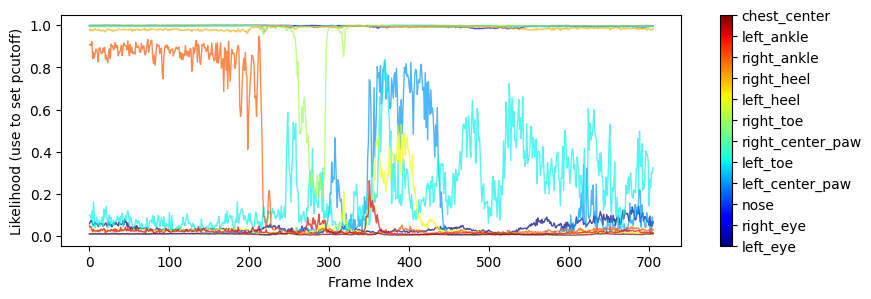 Likelihood (use to set pcutoff)
1.0
0.8
0.6
0.4
0.2
0.0
0
100
200
300
400
500
600
700
Frame Index
chest_center
left_ankle
right_ankle
right_heel
left_heel
right_toe
right_center_paw
left_toe
left_center_paw
nose
right_eye
left_eye